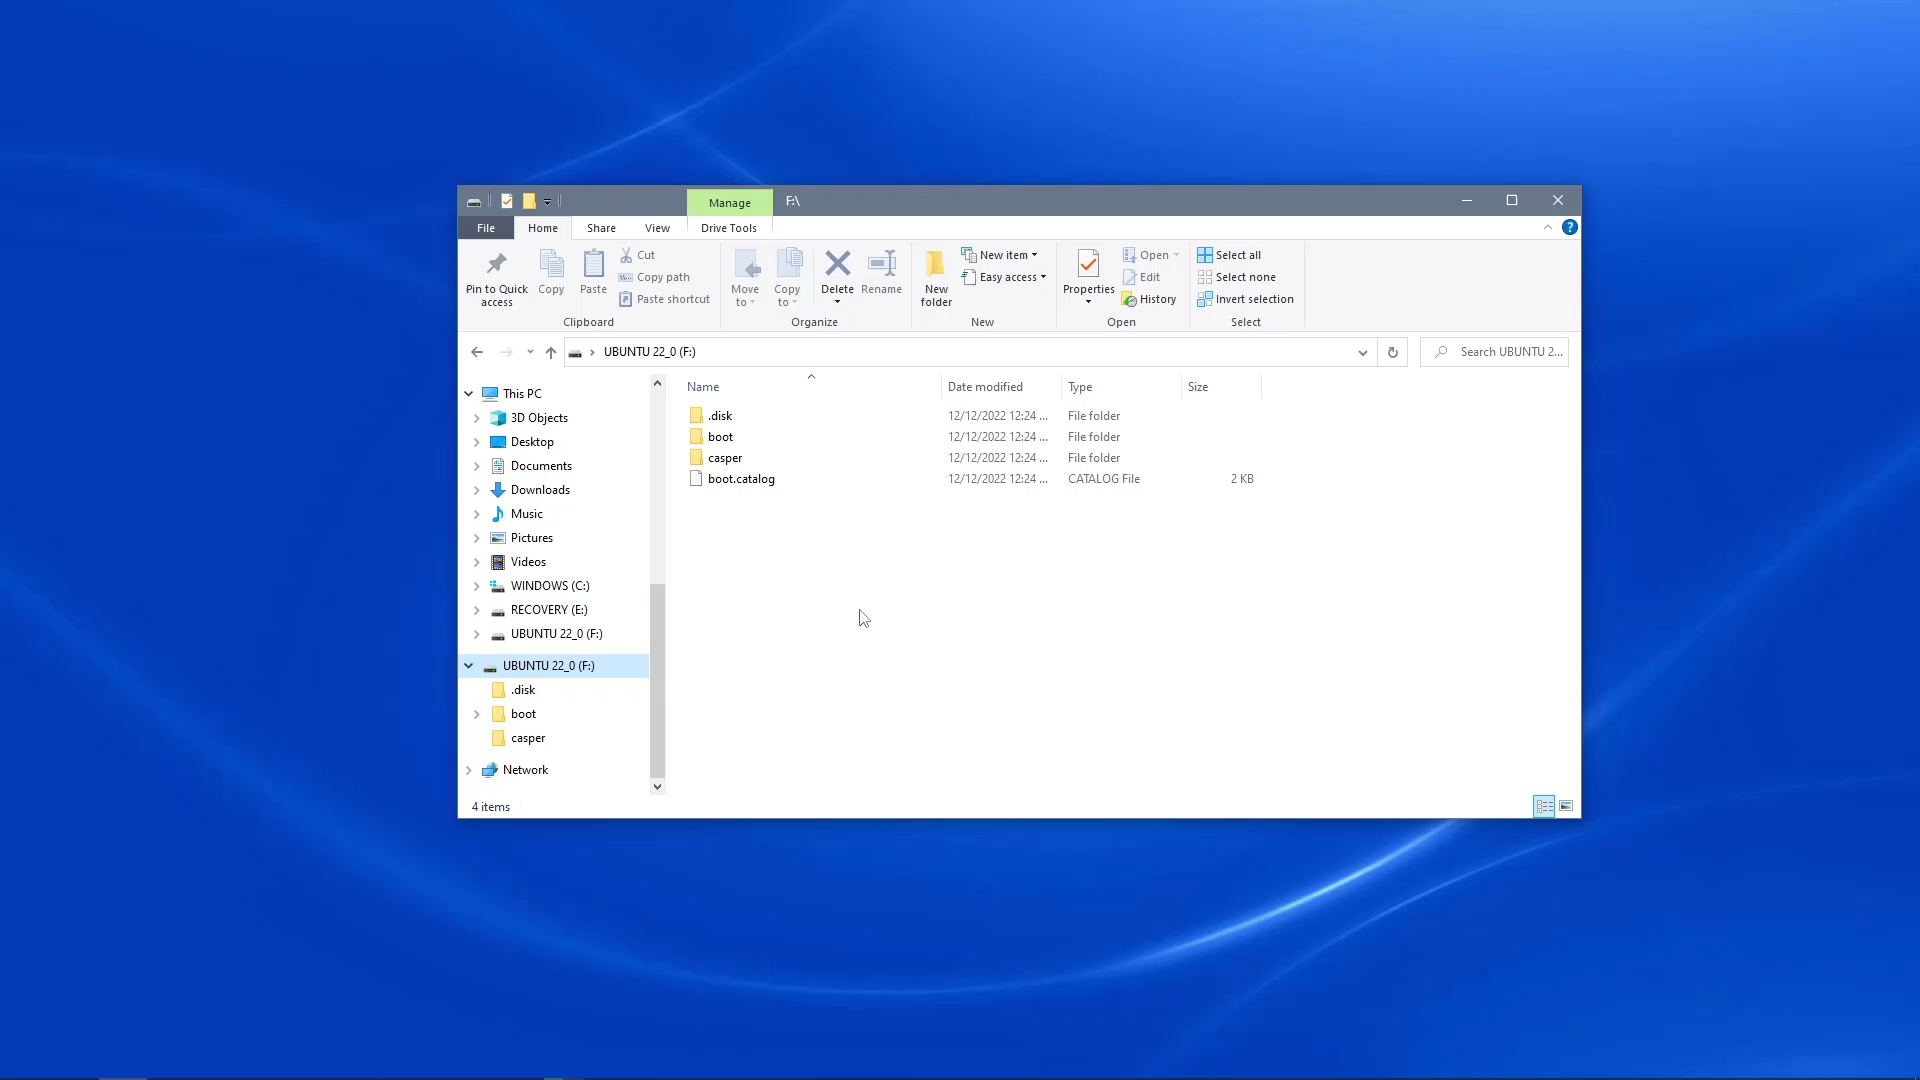 Manage F:\
File Home Share View Drive Tools
Pin to Quick access
Copy
Paste
Cut
Copy path
Paste shortcut
Clipboard
Move to
Copy to
Delete
Rename
Organize
New folder
New item
Easy access
New
Properties
Open
Edit
History
Open
Select all
Select none
Invert selection
Select
UBUNTU 22_0 (F:)
Search UBUNTU 2...
This PC
3D Objects
Desktop
Documents
Downloads
Music
Pictures
Videos
WINDOWS (C:)
RECOVERY (E:)
UBUNTU 22_0 (F:)
UBUNTU 22_0 (F:)
.disk
boot
casper
Network
Name Date modified Type Size
.disk 12/12/2022 12:24 ... File folder
boot 12/12/2022 12:24 ... File folder
casper 12/12/2022 12:24 ... File folder
boot.catalog 12/12/2022 12:24 ... CATALOG File 2 KB
4 items